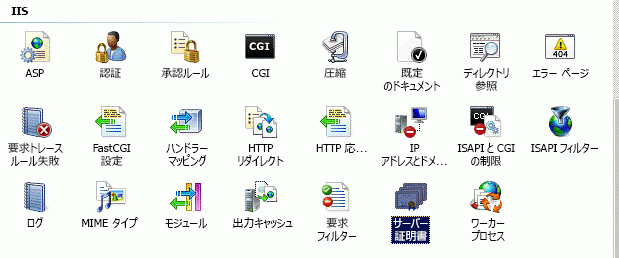 IIS
ASP
認証
承認ルール
CGI
圧縮
既定
のドキュメント
ディレクトリ
参照
404
エラー ページ
要求トレース
ルール失敗
FastCGI
設定
ハンドラー
マッピング
HTTP
リダイレクト
HTTP 応...
IP
アドレスとドメ...
ISAPI と CGI
の制限
ISAPI フィルター
ログ
MIME タイプ
モジュール
出力キャッシュ
要求
フィルター
サーバー
証明書
ワーカー
プロセス